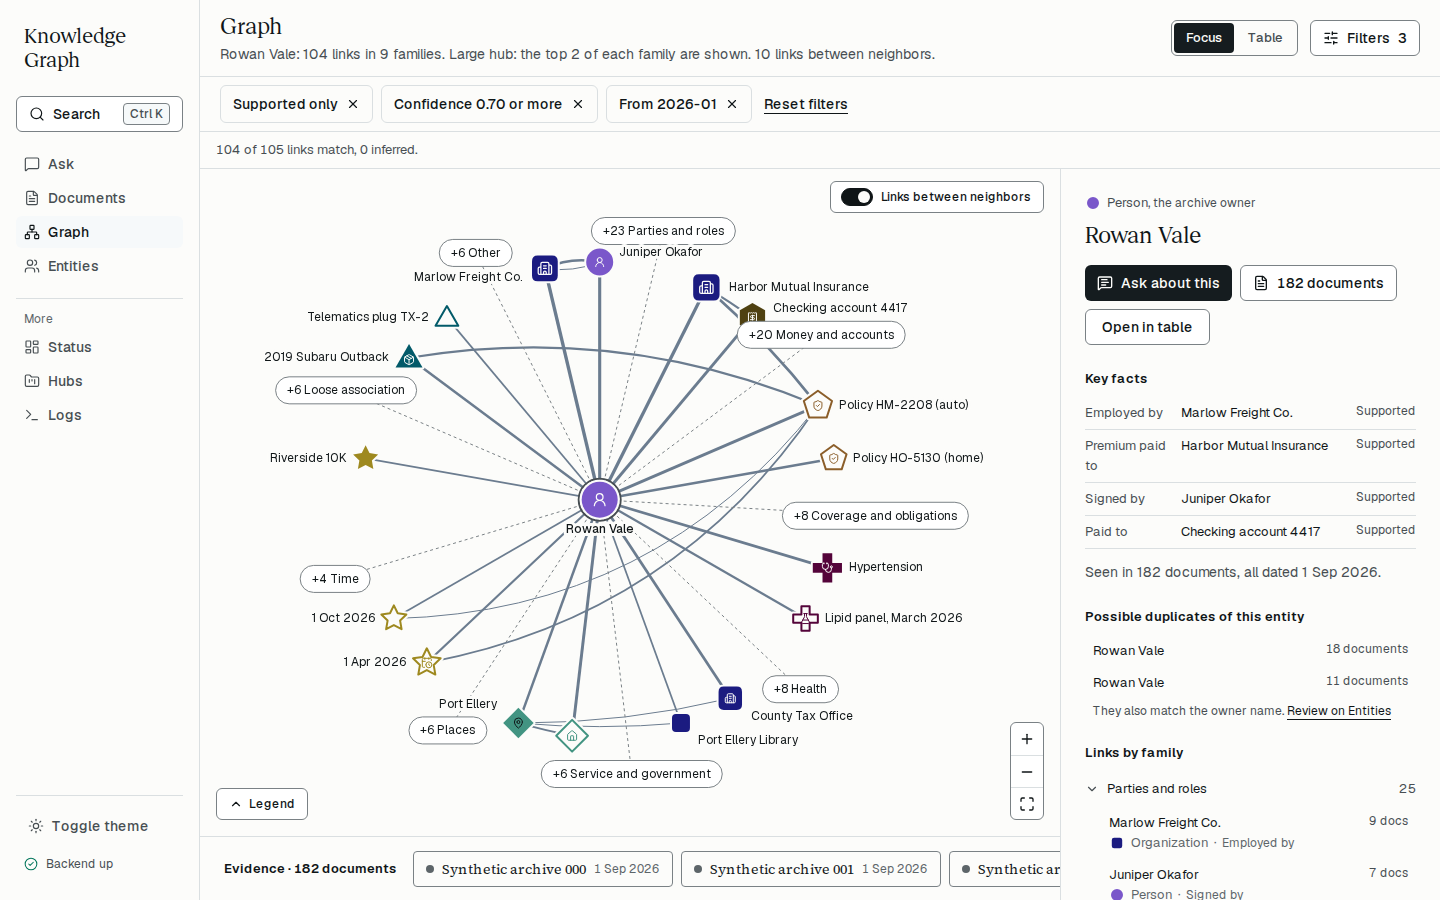 Knowledge
Graph
Search Ctrl K
Ask
Documents
Graph
Entities
More
Status
Hubs
Logs
Toggle theme
Backend up
Graph
Rowan Vale: 104 links in 9 families. Large hub: the top 2 of each family are shown. 10 links between neighbors.
Focus Table Filters 3
Supported only Confidence 0.70 or more From 2026-01 Reset filters
104 of 105 links match, 0 inferred.
Links between neighbors
+23 Parties and roles
Juniper Okafor
+6 Other
Marlow Freight Co.
Harbor Mutual Insurance
Checking account 4417
+20 Money and accounts
Telematics plug TX-2
2019 Subaru Outback
+6 Loose association
Policy HM-2208 (auto)
Riverside 10K
Policy HO-5130 (home)
+8 Coverage and obligations
Rowan Vale
+4 Time
Hypertension
1 Oct 2026
Lipid panel, March 2026
1 Apr 2026
+8 Health
Port Ellery
County Tax Office
+6 Places
Port Ellery Library
+6 Service and government
Legend
Evidence · 182 documents
Synthetic archive 000 1 Sep 2026
Synthetic archive 001 1 Sep 2026
Synthetic ar
Person, the archive owner
Rowan Vale
Ask about this 182 documents
Open in table
Key facts
Employed by Marlow Freight Co. Supported
Premium paid to Harbor Mutual Insurance Supported
Signed by Juniper Okafor Supported
Paid to Checking account 4417 Supported
Seen in 182 documents, all dated 1 Sep 2026.
Possible duplicates of this entity
Rowan Vale 18 documents
Rowan Vale 11 documents
They also match the owner name. Review on Entities
Links by family
Parties and roles 25
Marlow Freight Co. 9 docs
Organization · Employed by
Juniper Okafor 7 docs
Person · Signed by